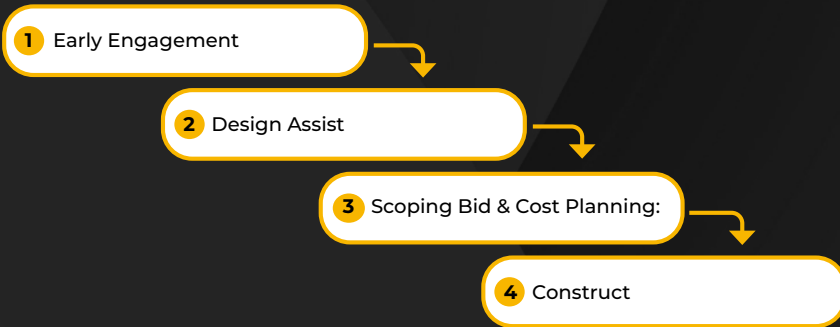 1 Early Engagement
2 Design Assist
3 Scoping Bid & Cost Planning:
4 Construct